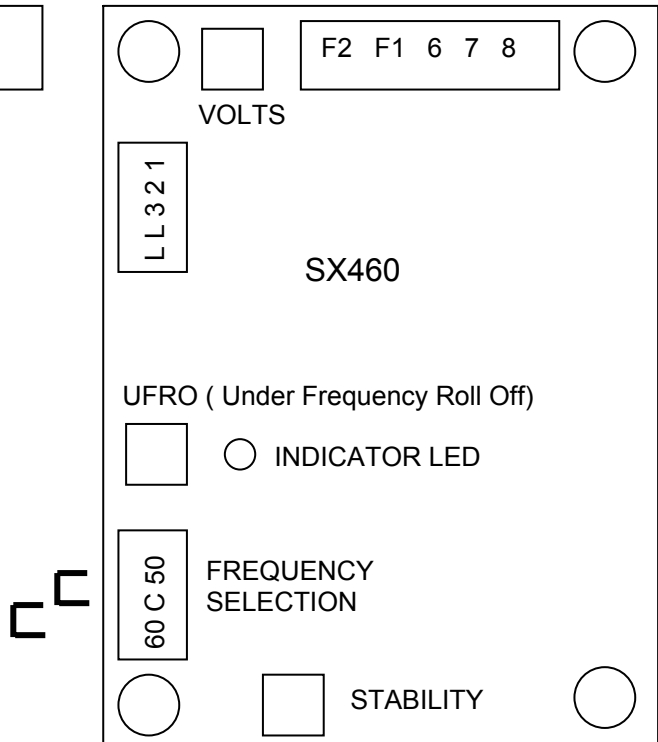 F2 F1 6 7 8
VOLTS
L L 3 2 1
SX460
UFRO ( Under Frequency Roll Off)
INDICATOR LED
60 C 50
FREQUENCY
SELECTION
STABILITY